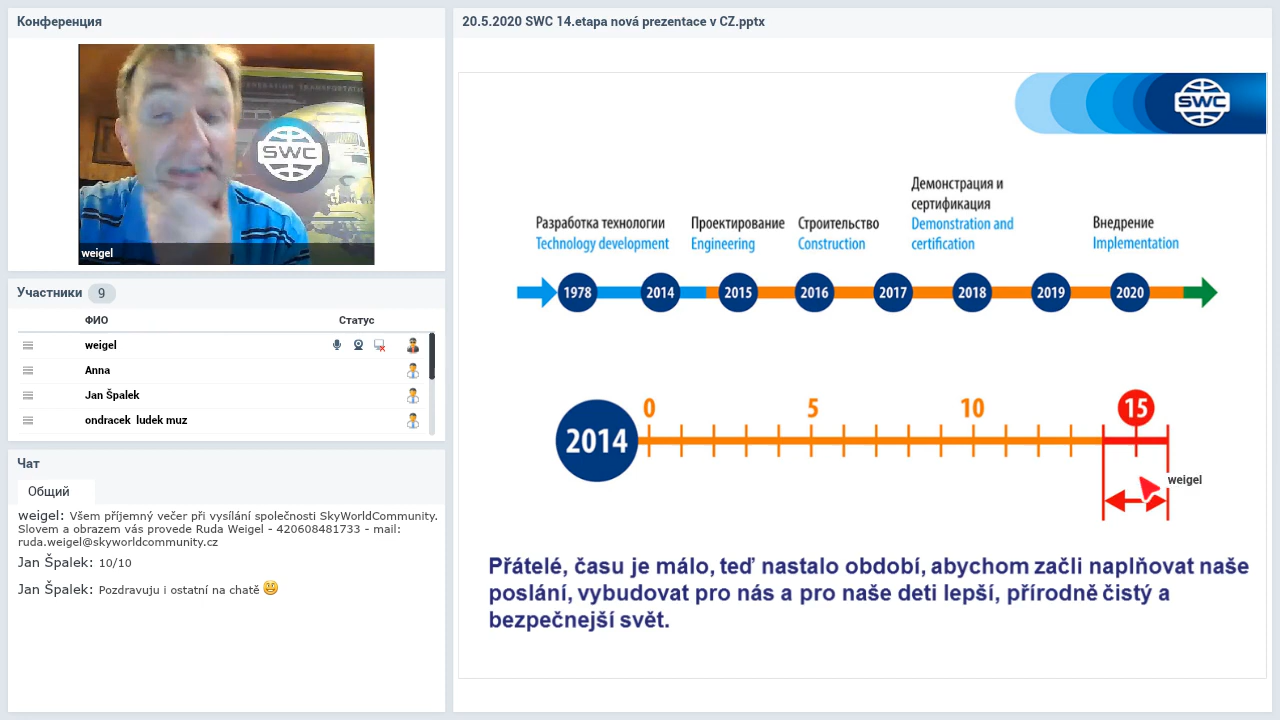 Конференция
SWC
weigel
Участники 9
ФИО Статус
weigel
Anna
Jan Špalek
ondracek ludek muz
Чат
Общий
weigel: Všem příjemný večer při vysílání společnosti SkyWorldCommunity.
Slovem a obrazem vás provede Ruda Weigel - 420608481733 - mail:
ruda.weigel@skyworldcommunity.cz
Jan Špalek: 10/10
Jan Špalek: Pozdravuju i ostatní na chatě
20.5.2020 SWC 14.etapa nová prezentace v CZ.pptx
SWC
Разработка технологии
Technology development
Проектирование
Engineering
Строительство
Construction
Демонстрация и
сертификация
Demonstration and
certification
Внедрение
Implementation
1978 2014 2015 2016 2017 2018 2019 2020
0 5 10 15
2014
weigel
Přátelé, času je málo, teď nastalo období, abychom začli naplňovat naše
poslání, vybudovat pro nás a pro naše deti lepší, přírodně čistý a
bezpečnejší svět.